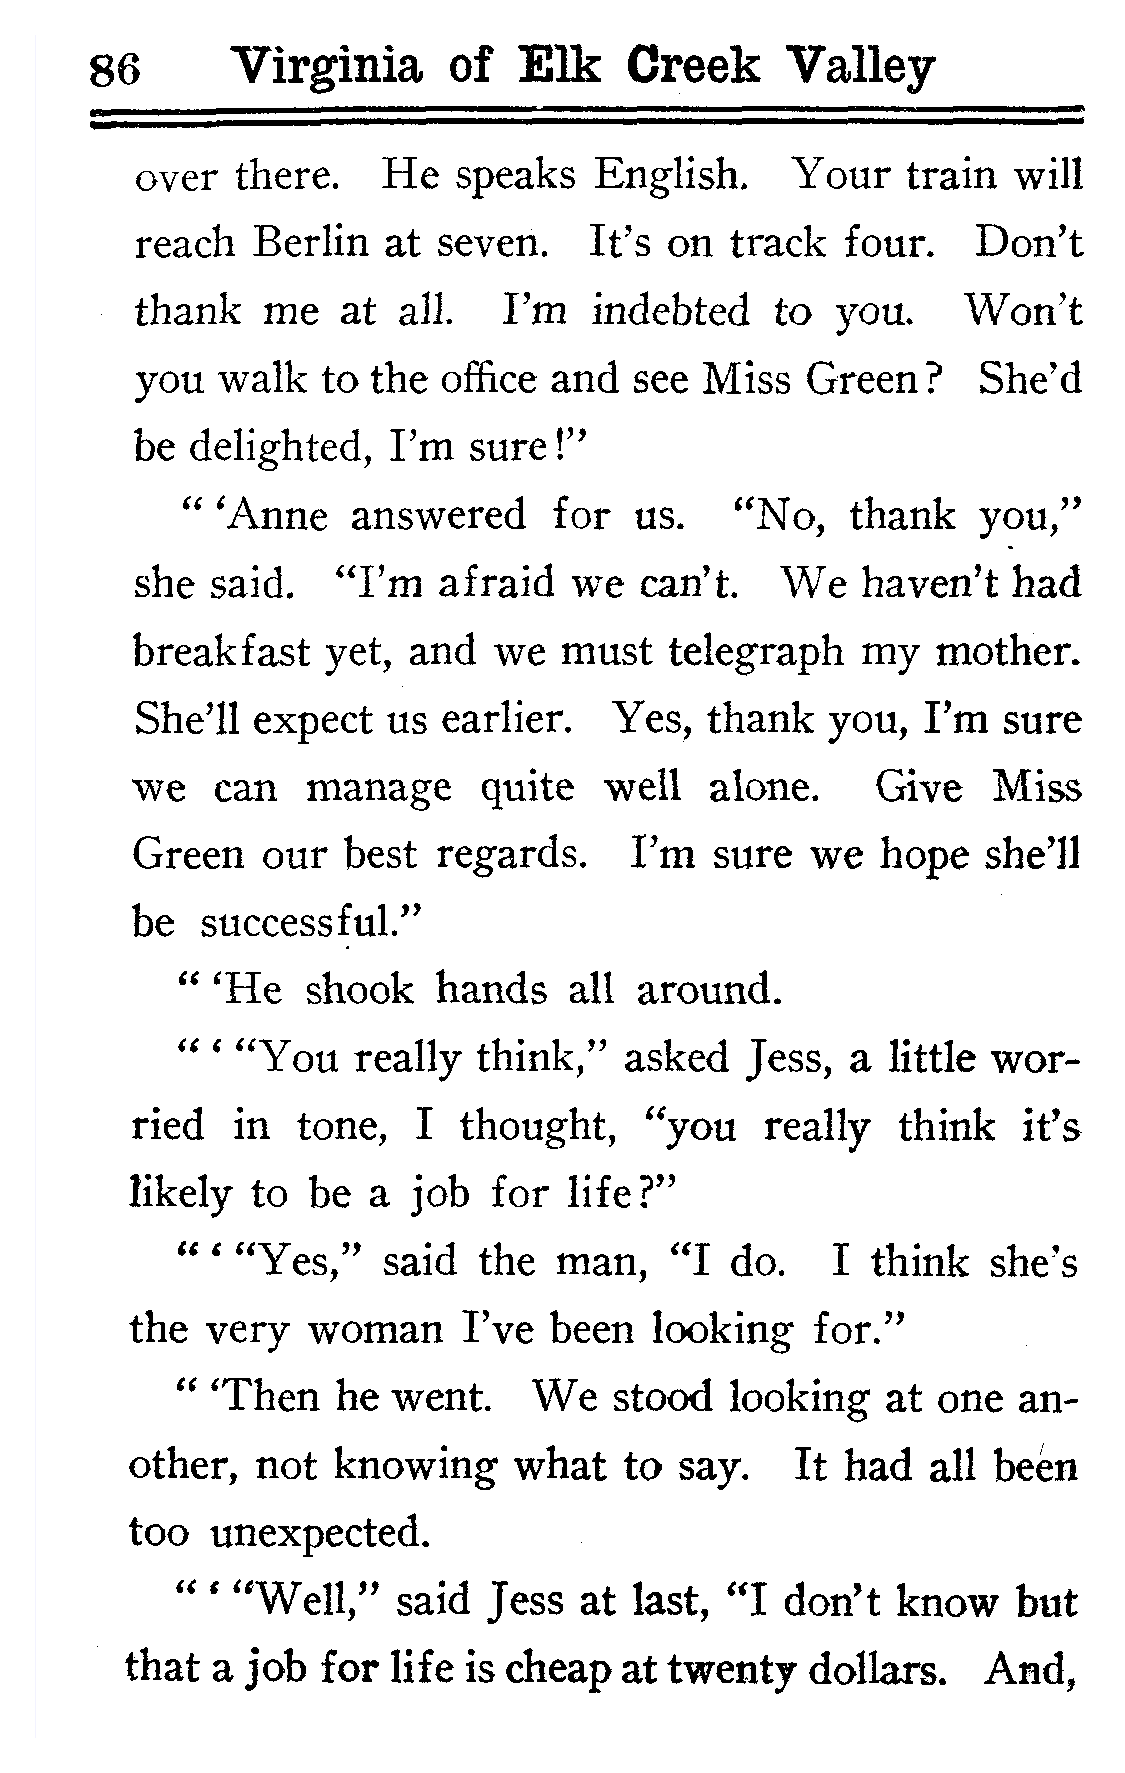 86 Virginia of Elk Creek Valley
over there. He speaks English. Your train will
reach Berlin at seven. It's on track four. Don't
thank me at all. I'm indebted to you. Won't
you walk to the office and see Miss Green? She'd
be delighted, I'm sure!”
“ ‘Anne answered for us. “No, thank you,”
she said. “I'm afraid we can't. We haven't had
breakfast yet, and we must telegraph my mother.
She'll expect us earlier. Yes, thank you, I'm sure
we can manage quite well alone. Give Miss
Green our best regards. I'm sure we hope she'll
be successful.”
“ ‘He shook hands all around.
“ ‘ “You really think,” asked Jess, a little wor-
ried in tone, I thought, “you really think it's
likely to be a job for life?”
“ ‘ “Yes,” said the man, “I do. I think she's
the very woman I've been looking for.”
“ ‘Then he went. We stood looking at one an-
other, not knowing what to say. It had all been
too unexpected.
“ ‘ “Well,” said Jess at last, “I don't know but
that a job for life is cheap at twenty dollars. And,